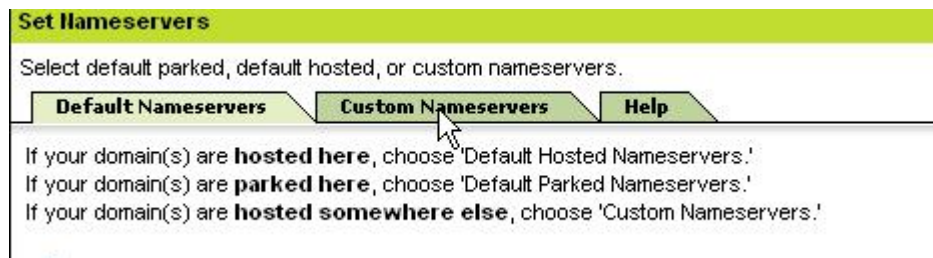 Set Nameservers
Select default parked, default hosted, or custom nameservers.
Default Nameservers Custom Nameservers Help
If your domain(s) are hosted here, choose 'Default Hosted Nameservers.'
If your domain(s) are parked here, choose 'Default Parked Nameservers.'
If your domain(s) are hosted somewhere else, choose 'Custom Nameservers.'